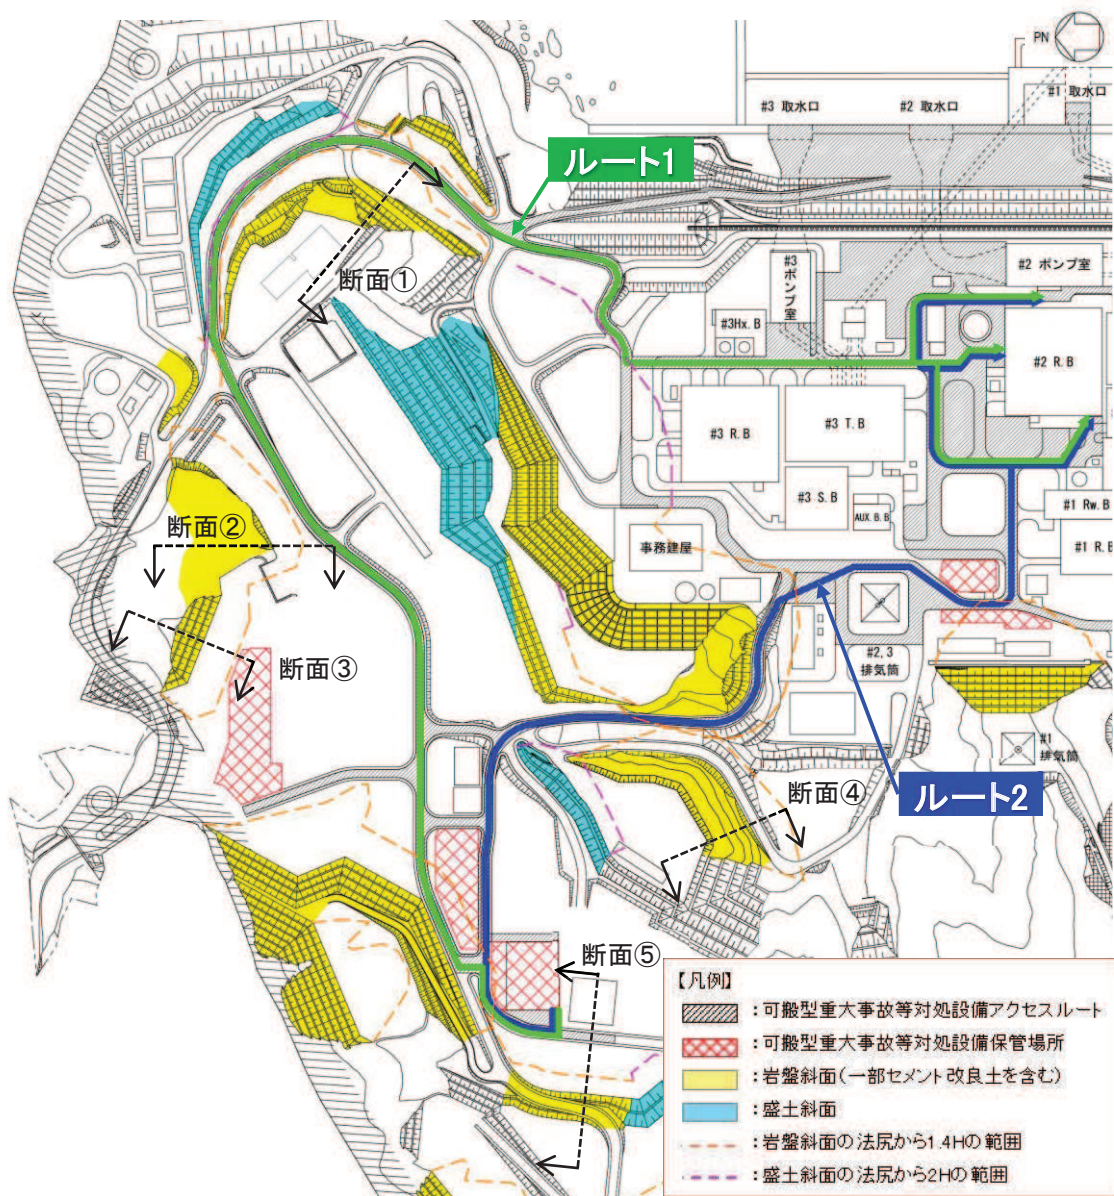 PN
#3 取水口
#2 取水口
#1 取水口
ルート1
#3
ポンプ室
#2 ポンプ室
断面①
#3Hx.B
#2 R.B
#3 R.B
#3 T.B
#3 S.B
AUX.B.B
#1 Rw.B
断面②
事務建屋
#1 R.B
断面③
#2,3
排気筒
#1
排気筒
ルート2
断面④
断面⑤
【凡例】
:可搬型重大事故等対処設備アクセスルート
:可搬型重大事故等対処設備保管場所
:岩盤斜面(一部セメント改良土を含む)
:盛土斜面
:岩盤斜面の法尻から1.4Hの範囲
:盛土斜面の法尻から2Hの範囲